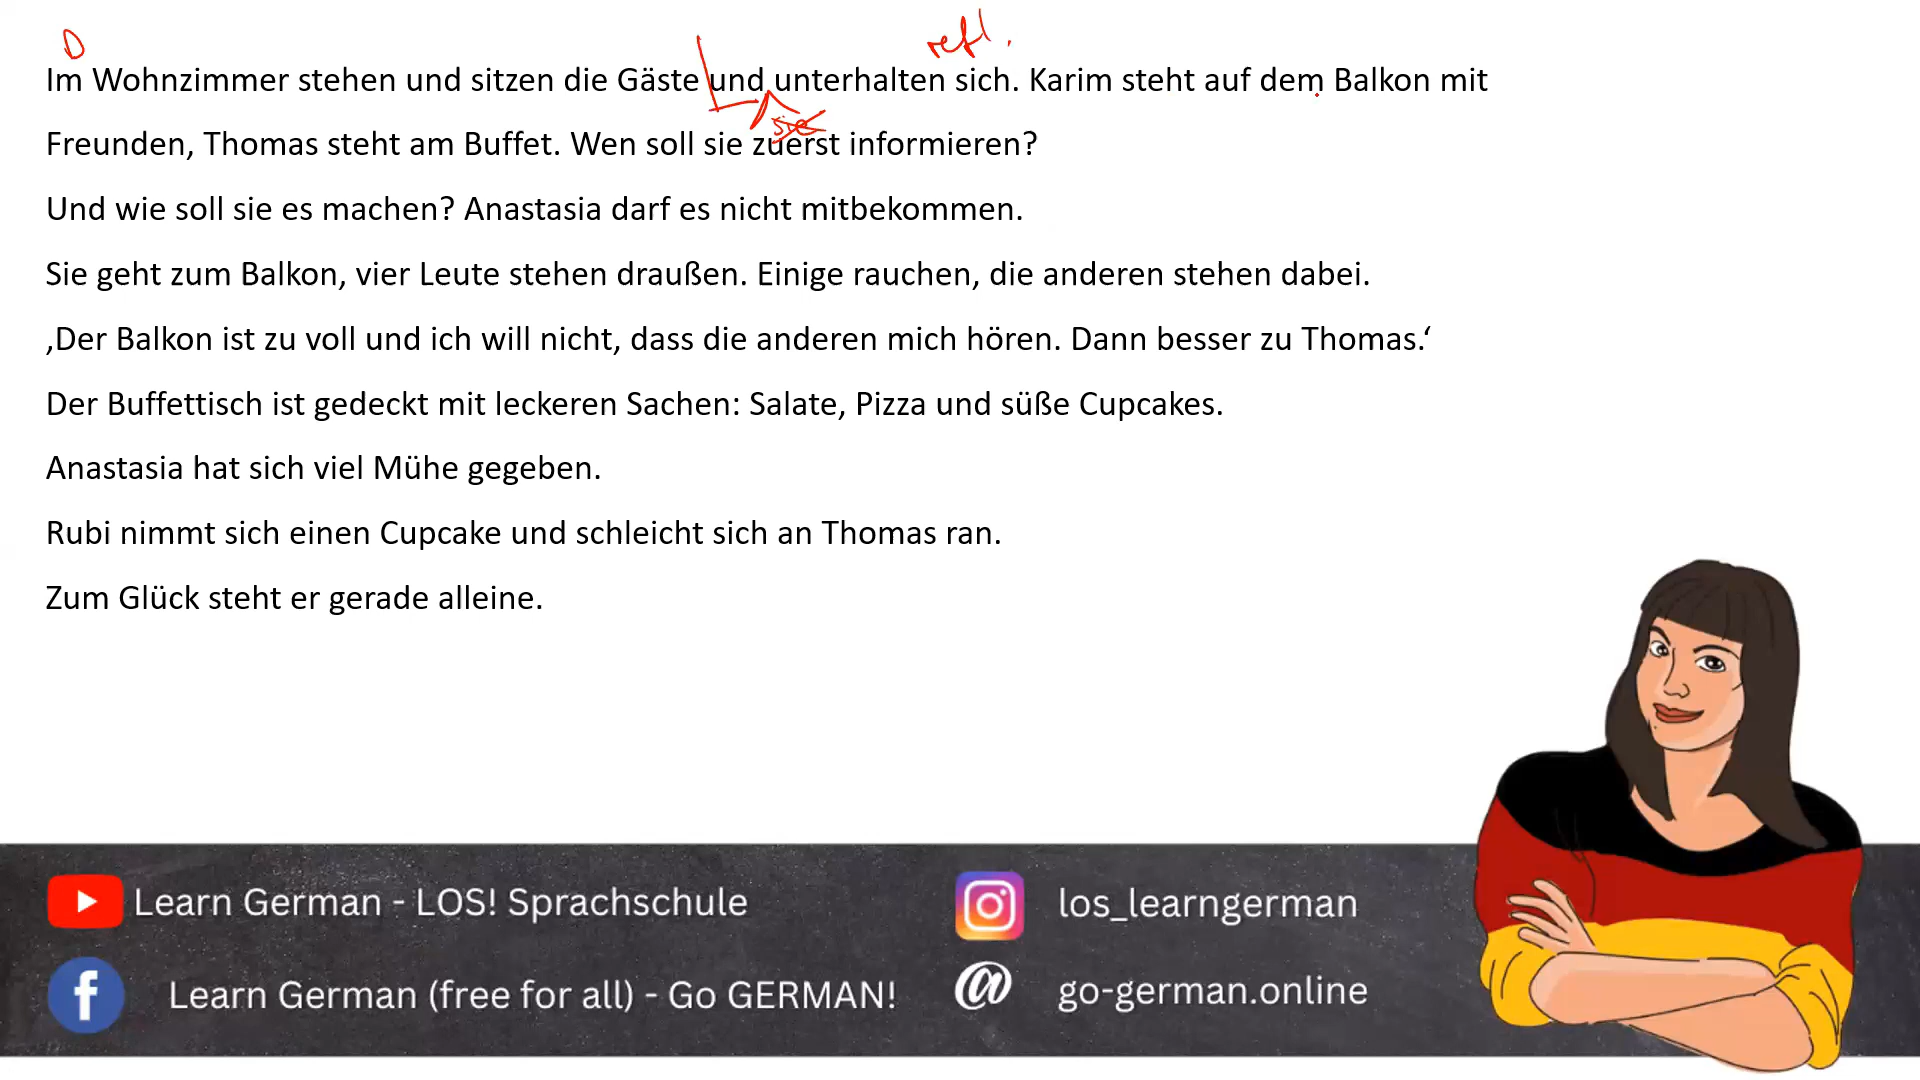 D
refl.
Im Wohnzimmer stehen und sitzen die Gäste und unterhalten sich. Karim steht auf dem Balkon mit
sie
Freunden, Thomas steht am Buffet. Wen soll sie zuerst informieren?
Und wie soll sie es machen? Anastasia darf es nicht mitbekommen.
Sie geht zum Balkon, vier Leute stehen draußen. Einige rauchen, die anderen stehen dabei.
‚Der Balkon ist zu voll und ich will nicht, dass die anderen mich hören. Dann besser zu Thomas.‘
Der Buffettisch ist gedeckt mit leckeren Sachen: Salate, Pizza und süße Cupcakes.
Anastasia hat sich viel Mühe gegeben.
Rubi nimmt sich einen Cupcake und schleicht sich an Thomas ran.
Zum Glück steht er gerade alleine.
Learn German - LOS! Sprachschule
los_learngerman
Learn German (free for all) - Go GERMAN!
@ go-german.online